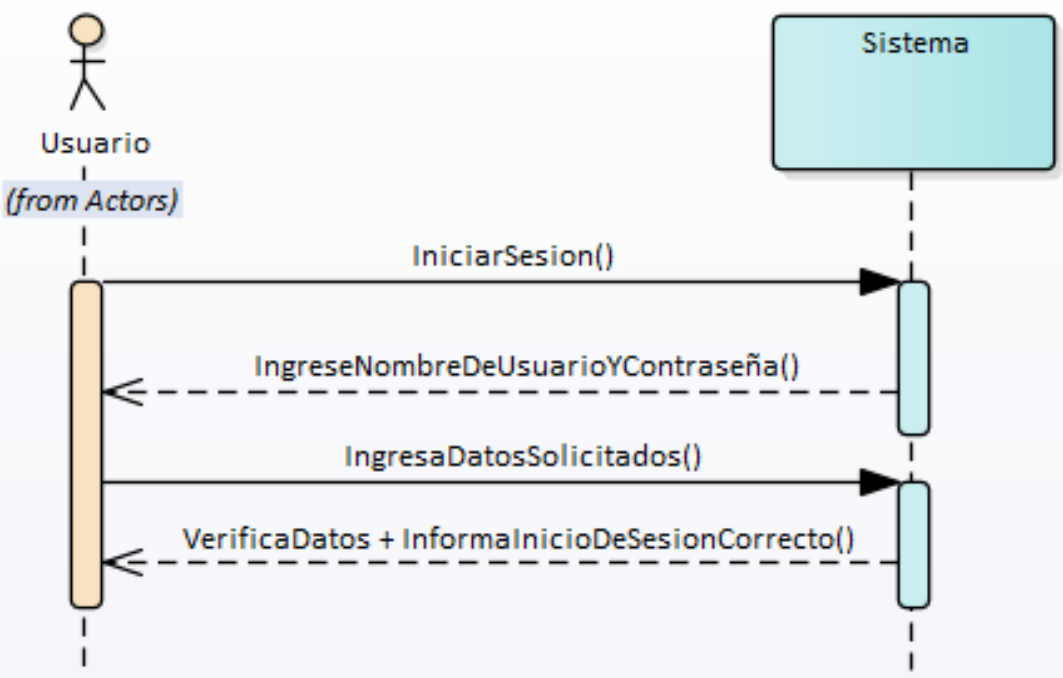 Sistema
Usuario
(from Actors)
IniciarSesion()
IngreseNombreDeUsuarioYContraseña()
IngresaDatosSolicitados()
VerificaDatos + InformaInicioDeSesionCorrecto()